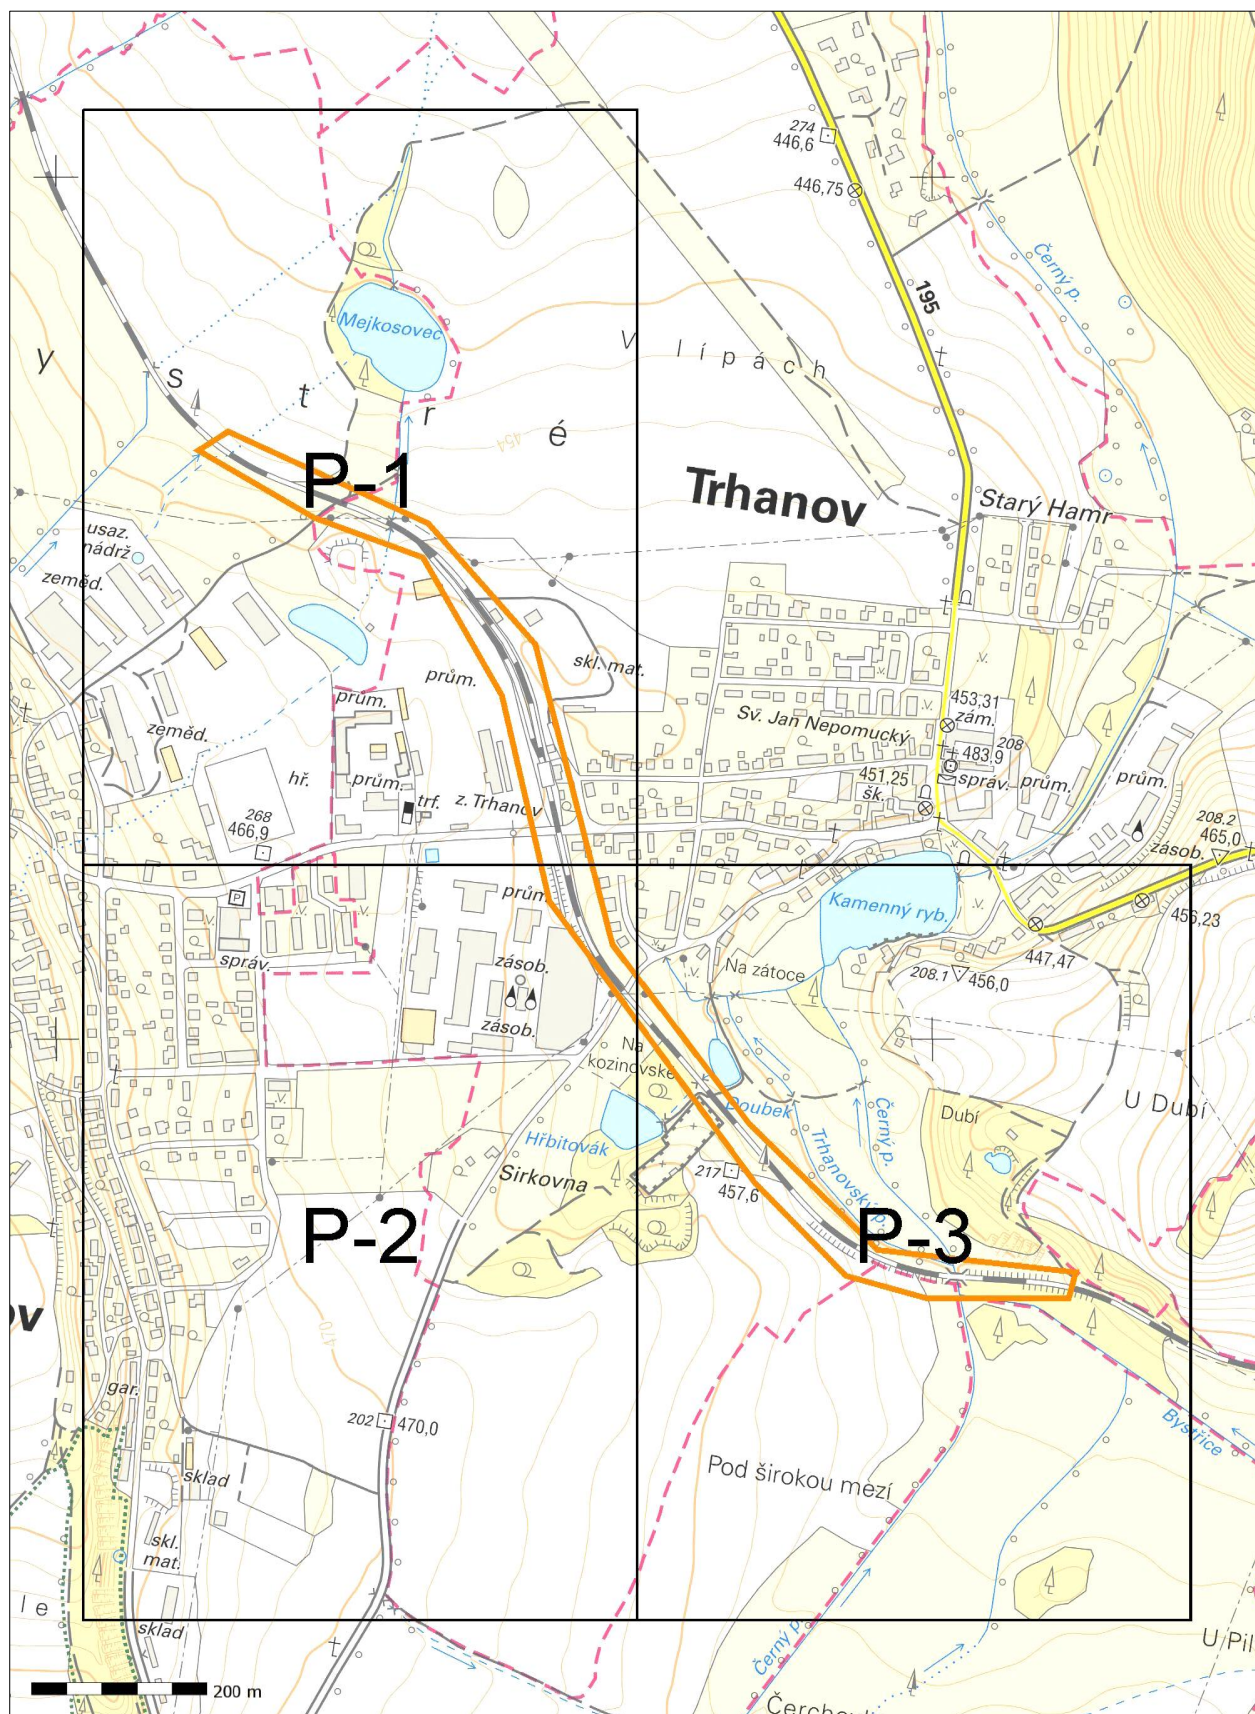 274
446,6
446,75
195
Černý p.
Mejkosovec
V lípách
y
s
t
r
é
P-1
Trhanov
Starý Hamr
usaz.
nádrž
zeměd.
skl. mat.
prům.
prům.
zeměd.
hř.
prům.
trf.
z. Trhanov
268
466,9
Sv. Jan Nepomucký
453,31
zám.
208
483,9
451,25
šk.
správ.
prům.
prům.
208.2
465,0
zásob.
Kamenný ryb.
456,23
447,47
208.1
456,0
P
prům.
správ.
zásob.
zásob.
Na zátoce
Na
kozinovské
Doubek
Hřbitovák
Sirkovna
217
457,6
Trhanovský p.
Černý p.
Dubí
U Dubí
P-2
P-3
470
454
ov
gar.
202
470,0
sklad
skl.
mat.
sklad
le
Pod širokou mezí
Bystřice
Černý p.
U Pil
200 m